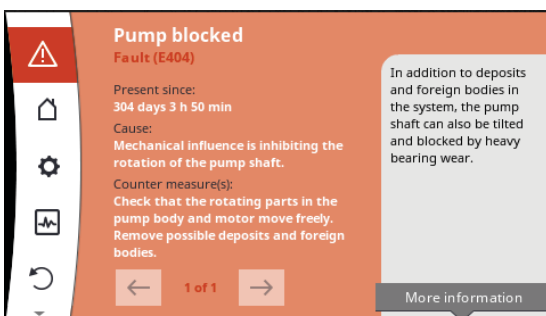 Pump blocked
Fault (E404)
Present since:
304 days 3 h 50 min
Cause:
Mechanical influence is inhibiting the
rotation of the pump shaft.
Counter measure(s):
Check that the rotating parts in the
pump body and motor move freely.
Remove possible deposits and foreign
bodies.
1 of 1
In addition to deposits
and foreign bodies in
the system, the pump
shaft can also be tilted
and blocked by heavy
bearing wear.
More information